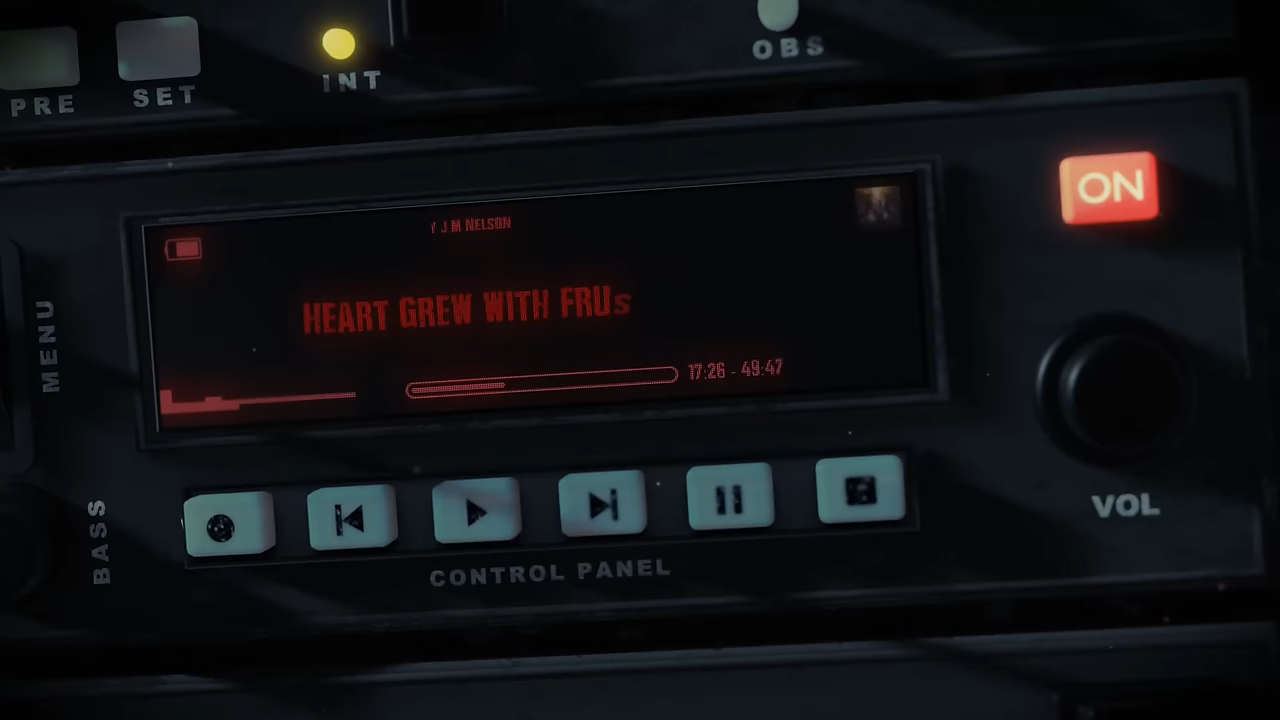 PRE
SET
INT
OBS
ON
Y J.M NELSON
HEART GREW WITH FRUs
17:26 - 49:47
MENU
BASS
VOL
CONTROL PANEL